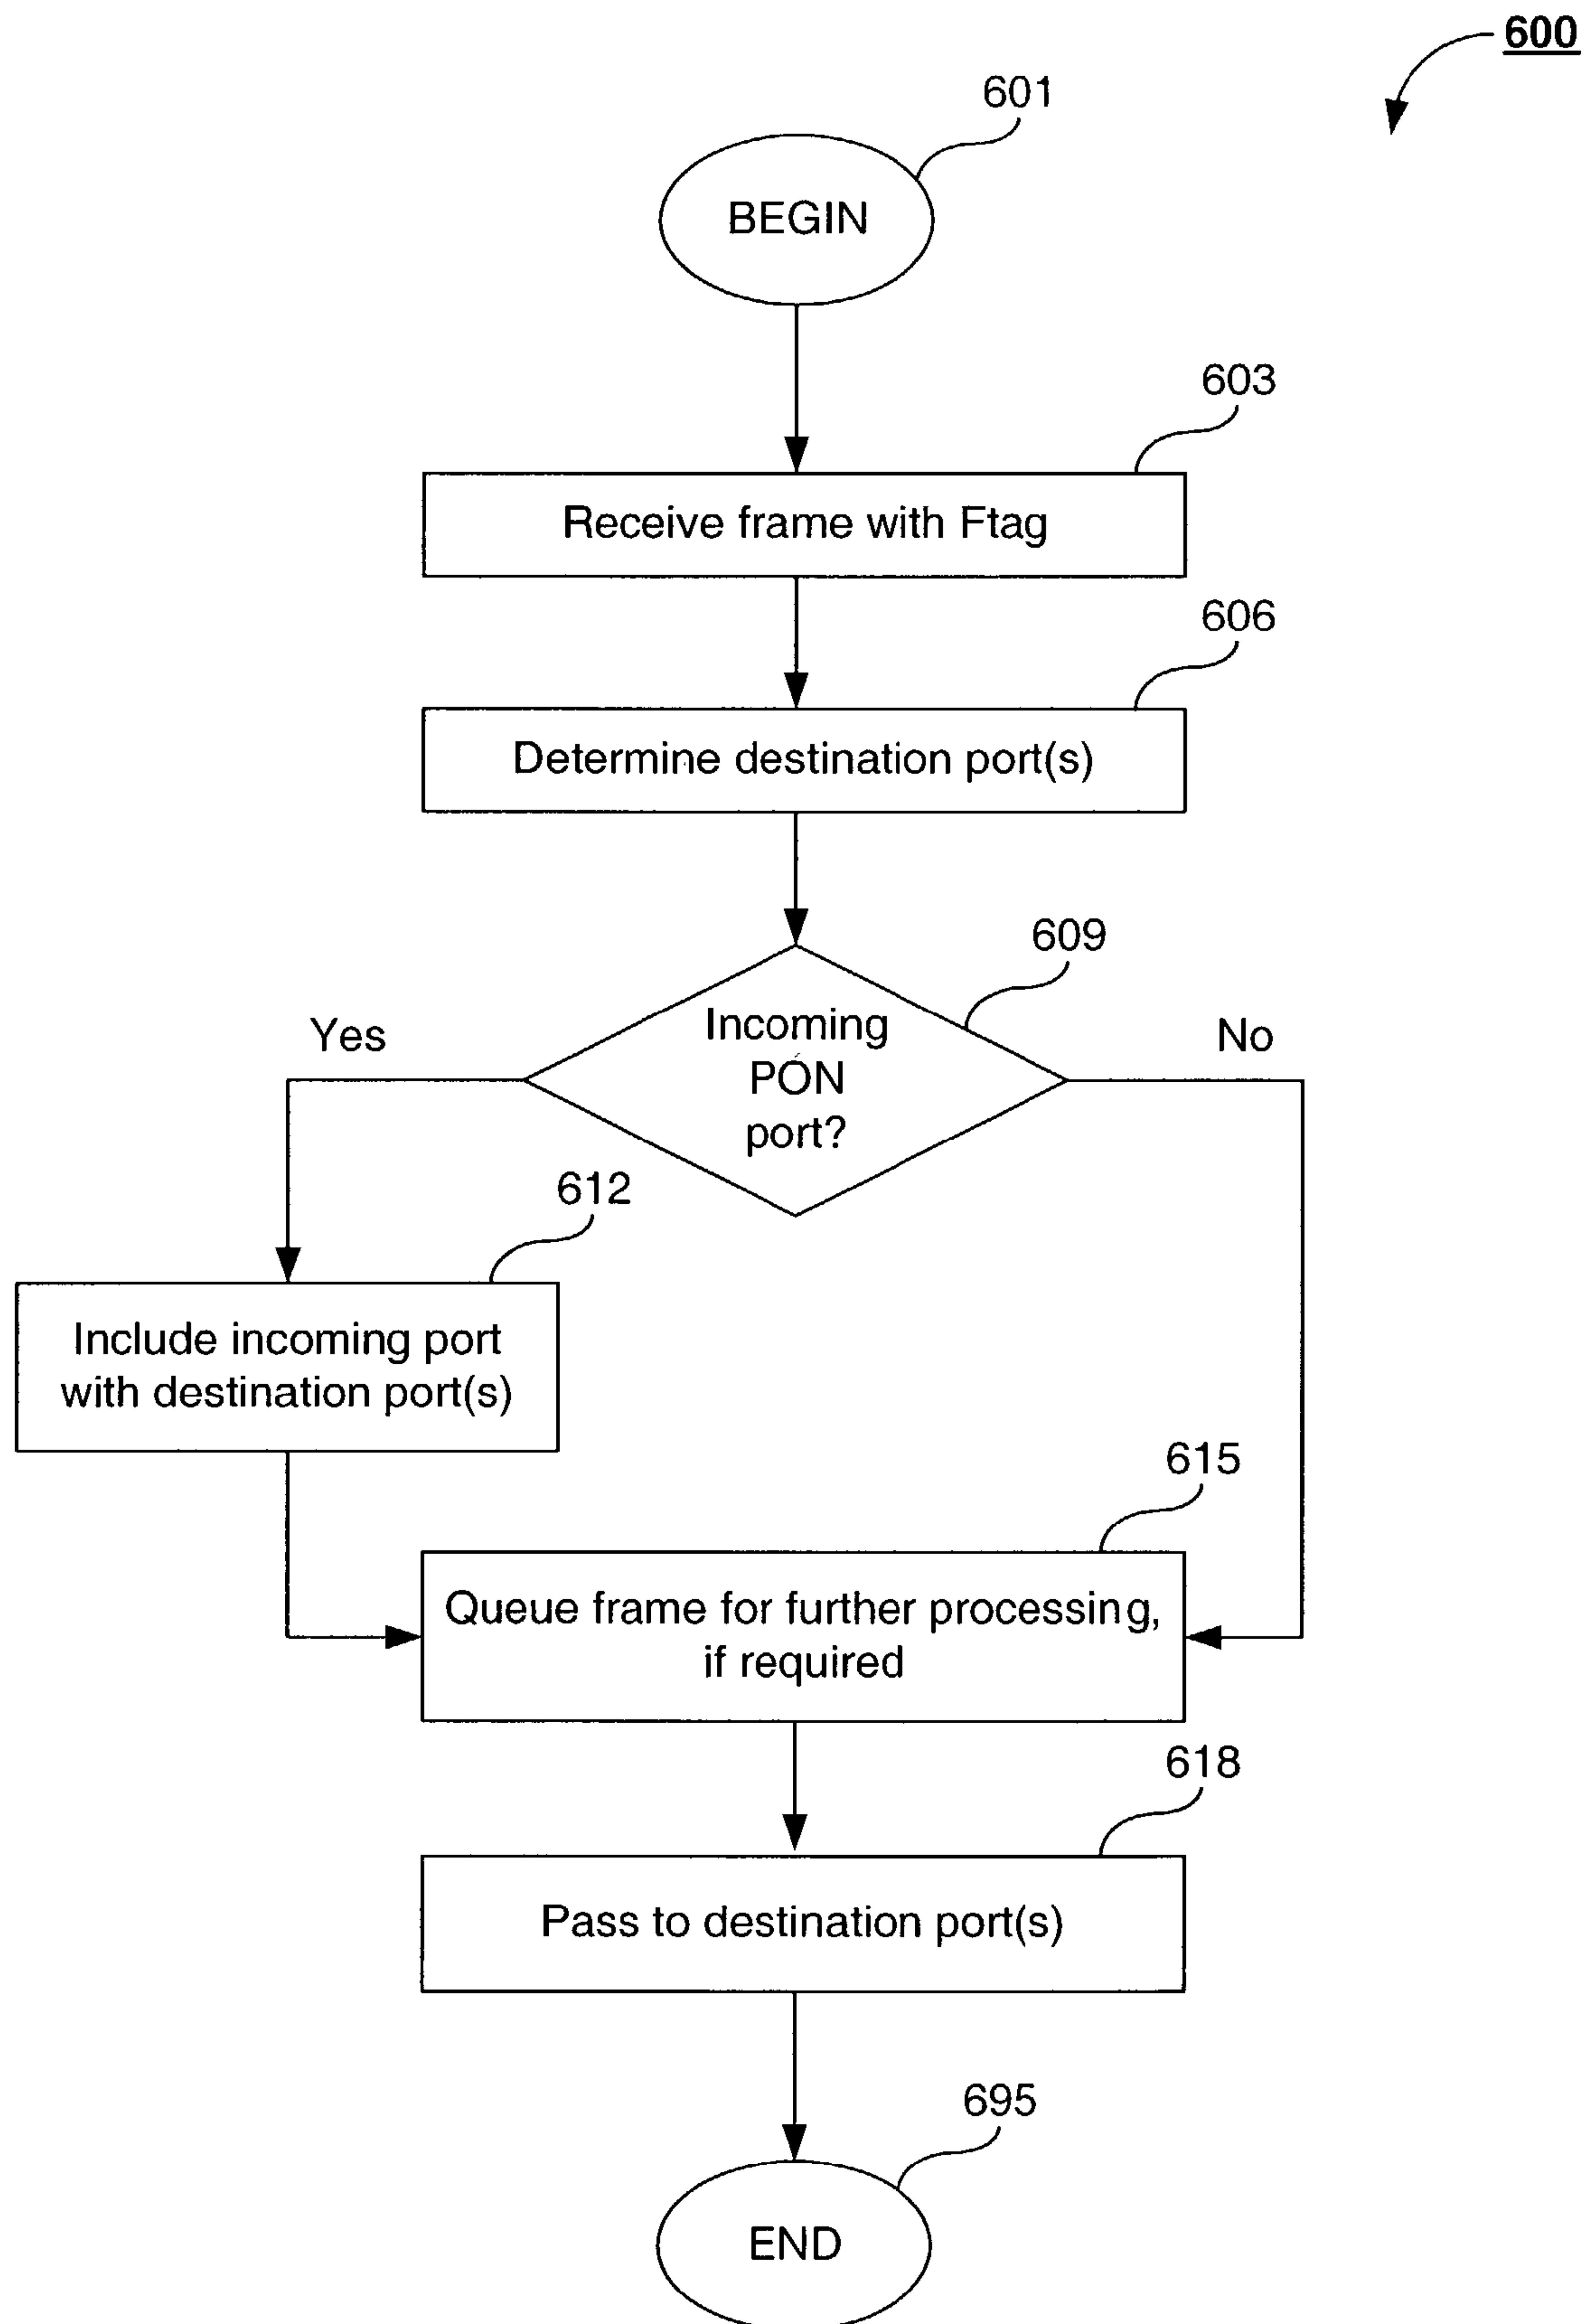 600
601
BEGIN
603
Receive frame with Ftag
606
Determine destination port(s)
609
Incoming
PON
port?
Yes
No
612
Include incoming port
with destination port(s)
615
Queue frame for further processing,
if required
618
Pass to destination port(s)
695
END